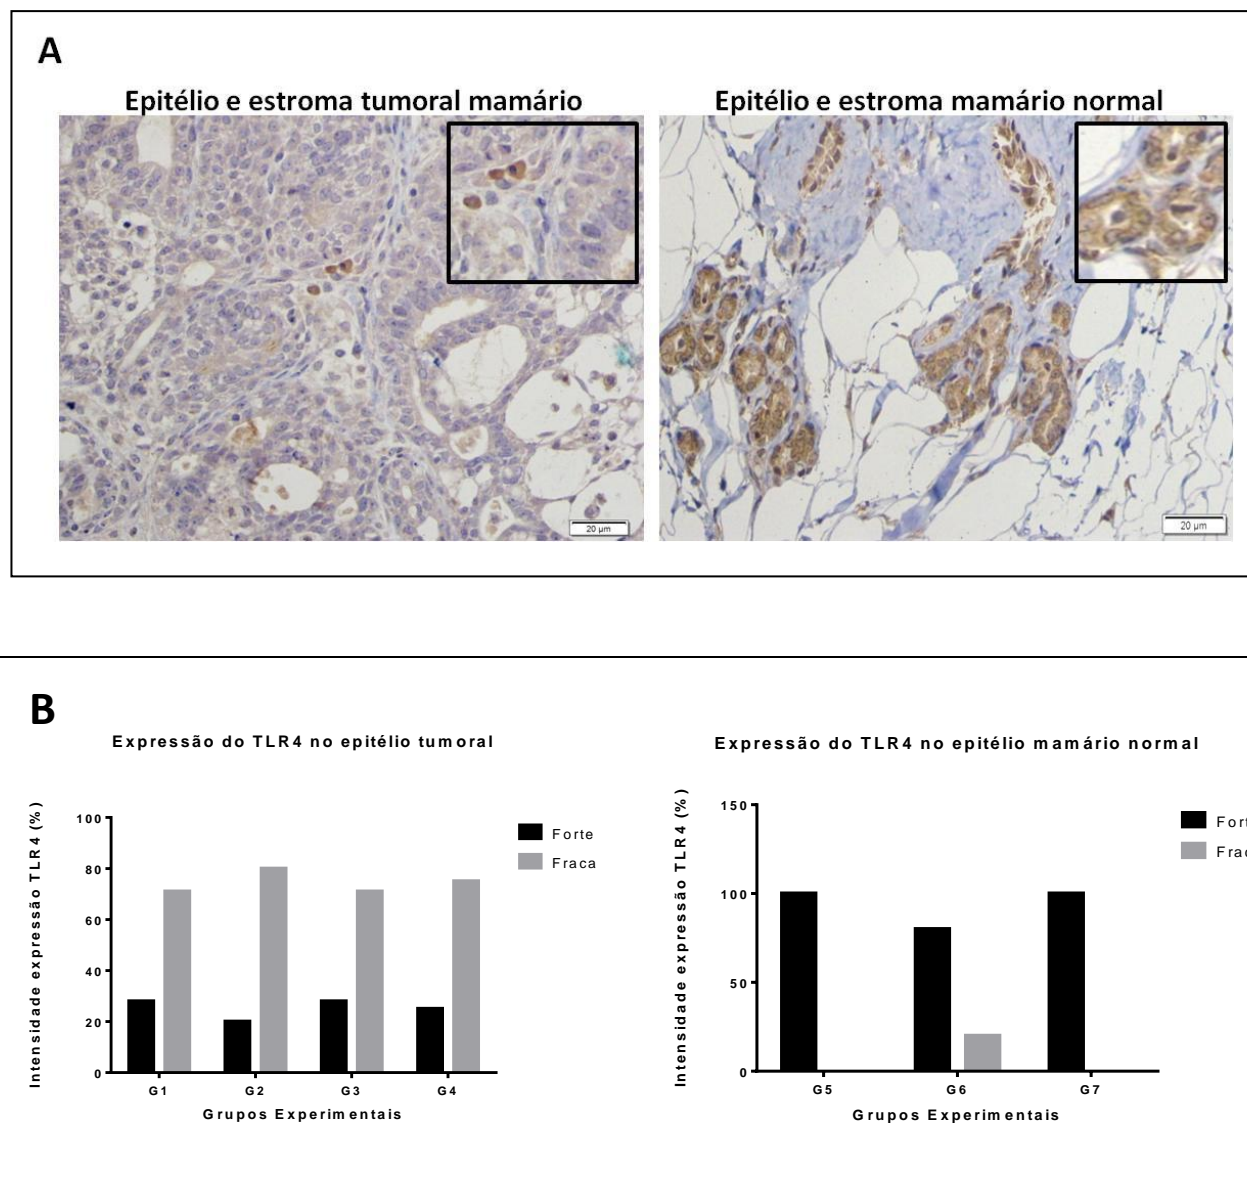 A
Epitélio e estroma tumoral mamário
Epitélio e estroma mamário normal
20 µm
20 µm
B
Expressão do TLR4 no epitélio tumoral
Intensidade expressão TLR4 (%)
100
80
60
40
20
0
G1 G2 G3 G4
Grupos Experimentais
Forte
Fraca
Expressão do TLR4 no epitélio mamário normal
Intensidade expressão TLR4 (%)
150
100
50
0
G5 G6 G7
Grupos Experimentais